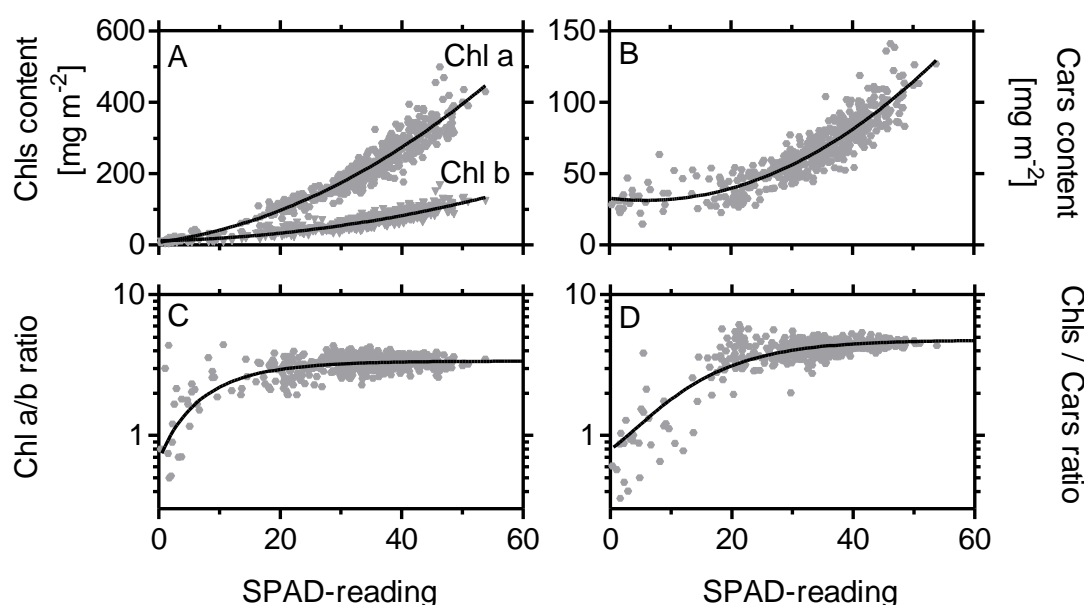 600
400
200
0
Chls content
[mg m-2]
A
Chl a
Chl b
150
100
50
0
B
Cars content
[mg m-2]
10
1
Chl a/b ratio
C
0
20
40
60
SPAD-reading
10
1
D
Chls / Cars ratio
0
20
40
60
SPAD-reading